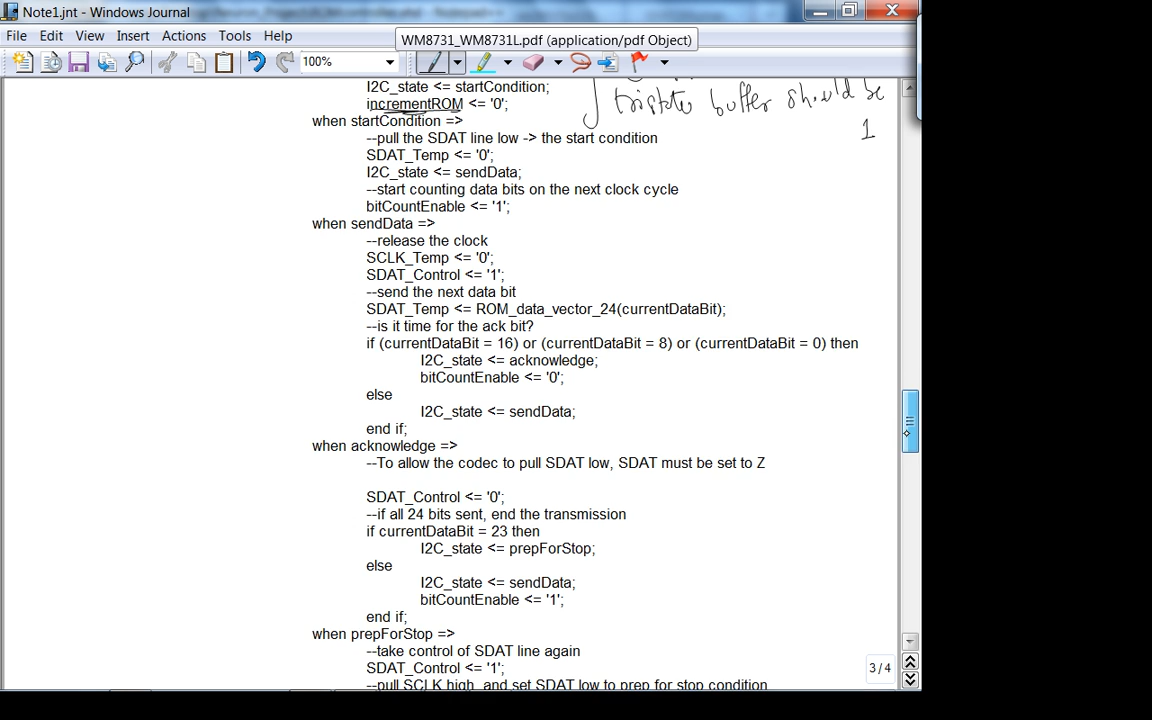 Note1.jnt - Windows Journal
File Edit View Insert Actions Tools Help
WM8731_WM8731L.pdf (application/pdf Object)
100%
I2C_state <= startCondition;
incrementROM <= '0';
tristate buffer should be
1
when startCondition =>
--pull the SDAT line low -> the start condition
SDAT_Temp <= '0';
I2C_state <= sendData;
--start counting data bits on the next clock cycle
bitCountEnable <= '1';
when sendData =>
--release the clock
SCLK_Temp <= '0';
SDAT_Control <= '1';
--send the next data bit
SDAT_Temp <= ROM_data_vector_24(currentDataBit);
--is it time for the ack bit?
if (currentDataBit = 16) or (currentDataBit = 8) or (currentDataBit = 0) then
I2C_state <= acknowledge;
bitCountEnable <= '0';
else
I2C_state <= sendData;
end if;
when acknowledge =>
--To allow the codec to pull SDAT low, SDAT must be set to Z
SDAT_Control <= '0';
--if all 24 bits sent, end the transmission
if currentDataBit = 23 then
I2C_state <= prepForStop;
else
I2C_state <= sendData;
bitCountEnable <= '1';
end if;
when prepForStop =>
--take control of SDAT line again
SDAT_Control <= '1';
--pull SCLK high, and set SDAT low to prep for stop condition
3 / 4